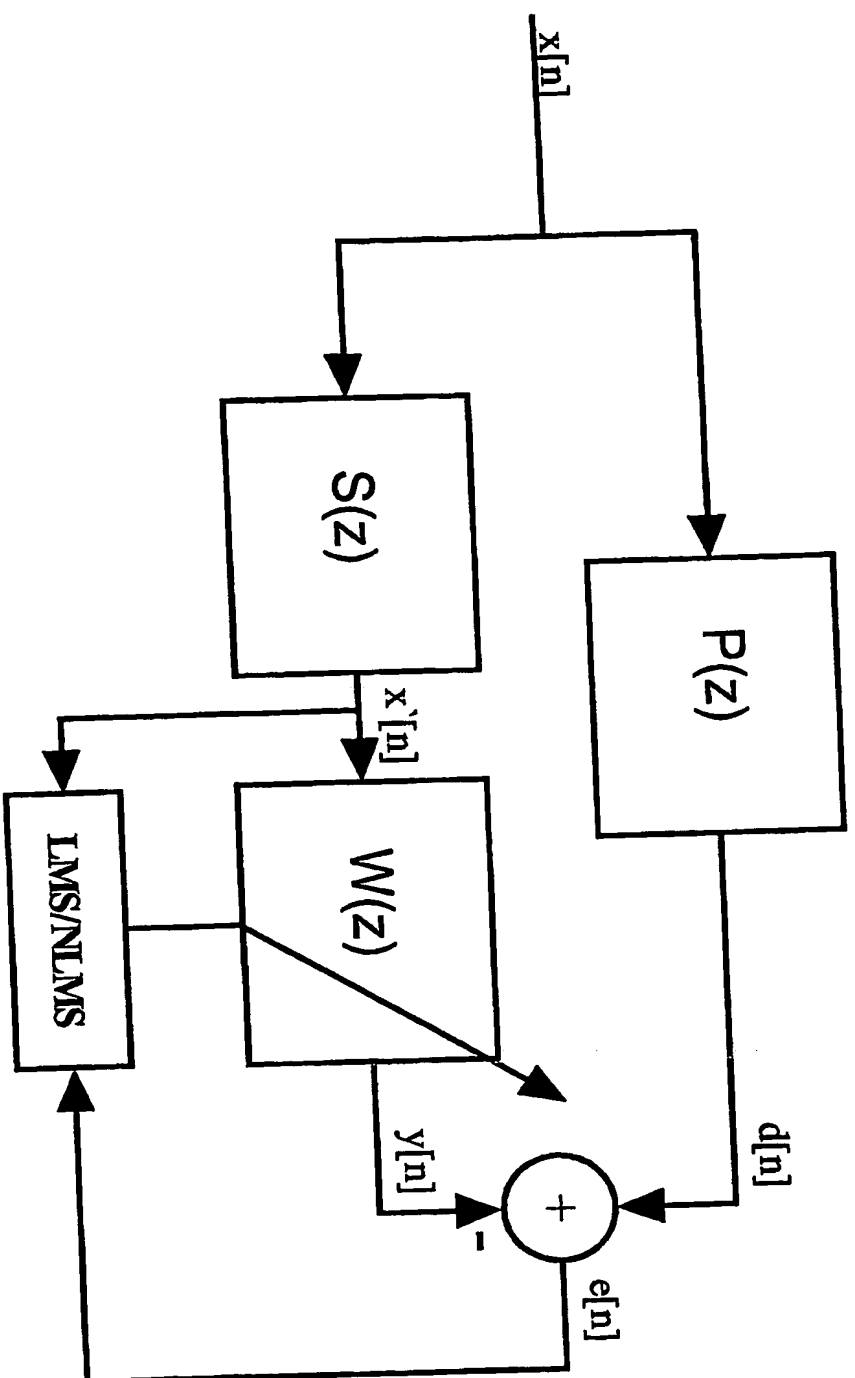 x[n]
P(z)
d[n]
S(z)
x`[n]
W(z)
y[n]
-
+
e[n]
LMS/NLMS